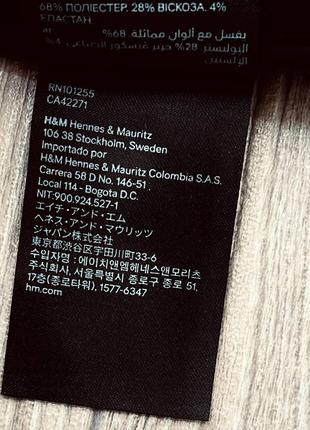 68% ПОЛІЕСТЕР. 28% ВІСКОЗА. 4%
ЕЛАСТАН.
يغسل مع ألوان مماثلة %68 ar
البوليستر %28 حرير فيسكوز الصناعي %4
الإلستين
RN101255
CA42271
H&M Hennes & Mauritz
106 38 Stockholm, Sweden
Importado por
H&M Hennes & Mauritz Colombia S.A.S.
Carrera 58 D No. 146-51
Local 114 - Bogota D.C.
NIT:900.924.527-1
エイチ・アンド・エム
ヘネス・アンド・マウリッツ
ジャパン株式会社
東京都渋谷区宇田川町33-6
수입자명 : 에이치앤엠헤네스앤모리츠
주식회사, 서울특별시 종로구 종로 51,
17층(종로타워), 1577-6347
hm.com